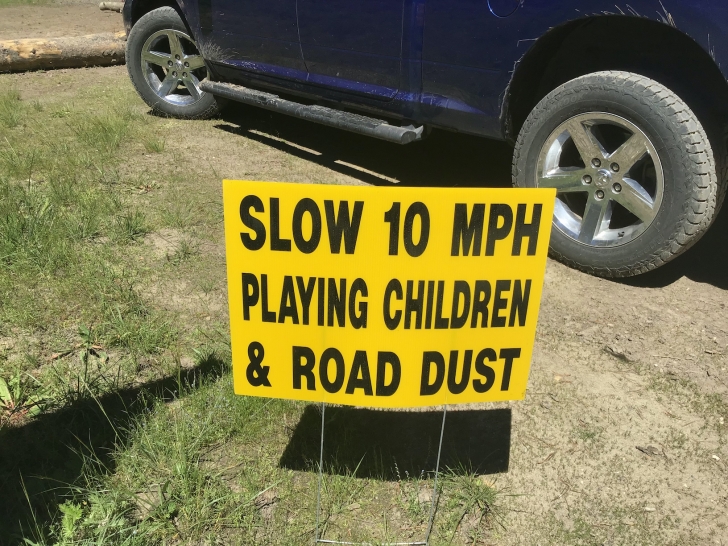 SLOW 10 MPH
PLAYING CHILDREN
& ROAD DUST